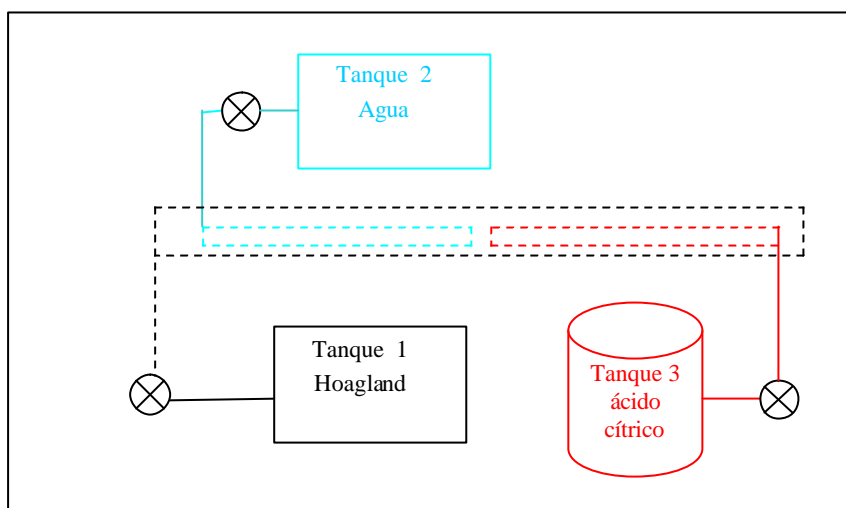 Tanque 2
Agua
Tanque 1
Hoagland
Tanque 3
ácido
cítrico